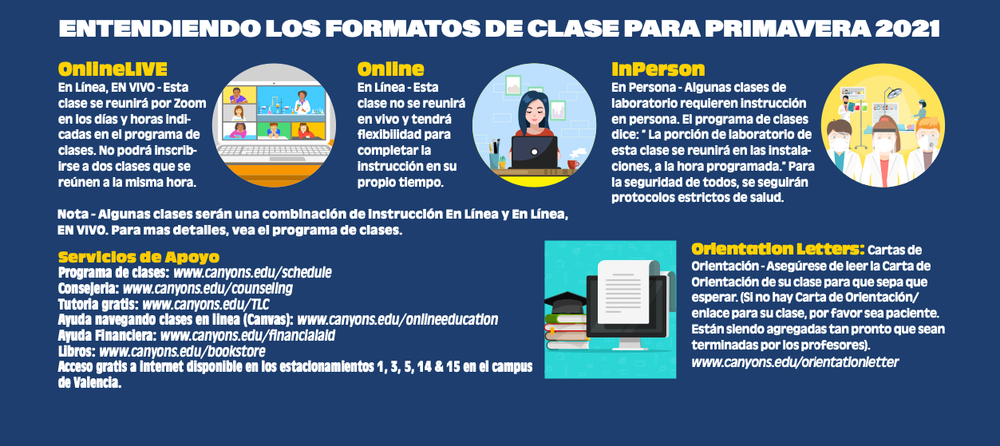 ENTENDIENDO LOS FORMATOS DE CLASE PARA PRIMAVERA 2021
OnlineLIVE
En Línea, EN VIVO - Esta
clase se reunirá por Zoom
en los días y horas indi-
cadas en el programa de
clases. No podrá inscrib-
irse a dos clases que se
reúnen a la misma hora.
Online
En Línea - Esta
clase no se reunirá
en vivo y tendrá
flexibilidad para
completar la
instrucción en su
propio tiempo.
InPerson
En Persona - Algunas clases de
laboratorio requieren instrucción
en persona. El programa de clases
dice: “ La porción de laboratorio de
esta clase se reunirá en las instala-
ciones, a la hora programada.” Para
la seguridad de todos, se seguirán
protocolos estrictos de salud.
Nota - Algunas clases serán una combinación de instrucción En Línea y En Línea,
EN VIVO. Para mas detalles, vea el programa de clases.
Servicios de Apoyo
Programa de clases: www.canyons.edu/schedule
Consejeria: www.canyons.edu/counseling
Tutoria gratis: www.canyons.edu/TLC
Ayuda navegando clases en linea (Canvas): www.canyons.edu/onlineeducation
Ayuda Financiera: www.canyons.edu/financialaid
Libros: www.canyons.edu/bookstore
Acceso gratis a internet disponible en los estacionamientos 1, 3, 5, 14 & 15 en el campus
de Valencia.
Orientation Letters: Cartas de
Orientación - Asegúrese de leer la Carta de
Orientación de su clase para que sepa que
esperar. (Si no hay Carta de Orientación/
enlace para su clase, por favor sea paciente.
Están siendo agregadas tan pronto que sean
terminadas por los profesores).
www.canyons.edu/orientationletter